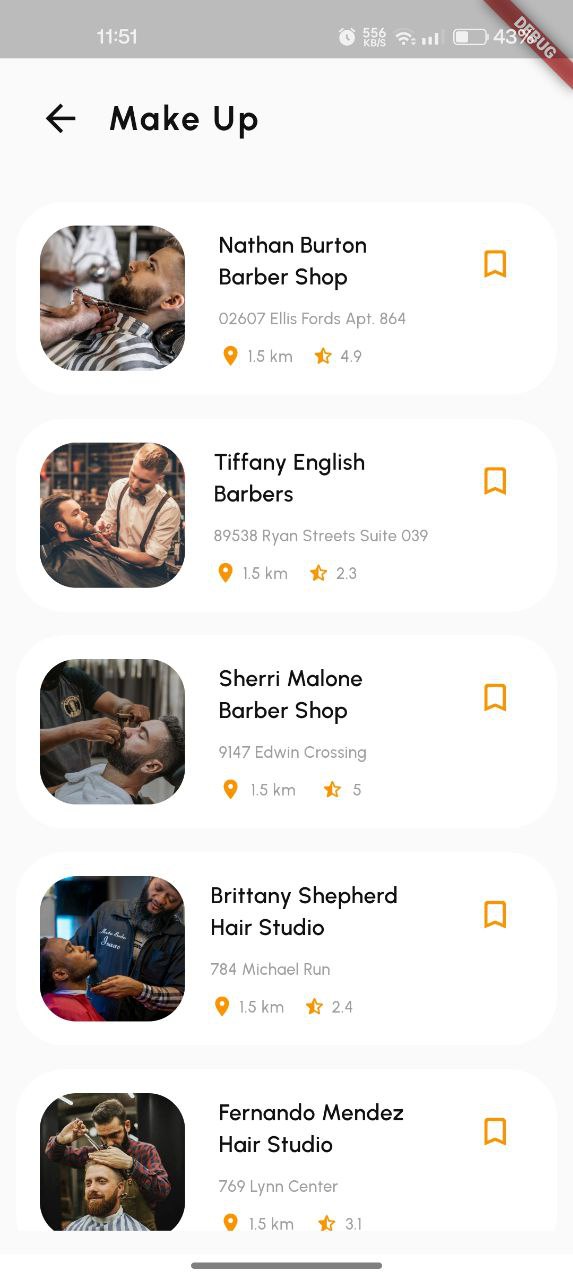 11:51
556
KB/S
43%
DEBUG
Make Up
Nathan Burton
Barber Shop
02607 Ellis Fords Apt. 864
1.5 km 4.9
Tiffany English
Barbers
89538 Ryan Streets Suite 039
1.5 km 2.3
Sherri Malone
Barber Shop
9147 Edwin Crossing
1.5 km 5
Brittany Shepherd
Hair Studio
784 Michael Run
1.5 km 2.4
Fernando Mendez
Hair Studio
769 Lynn Center
1.5 km 3.1